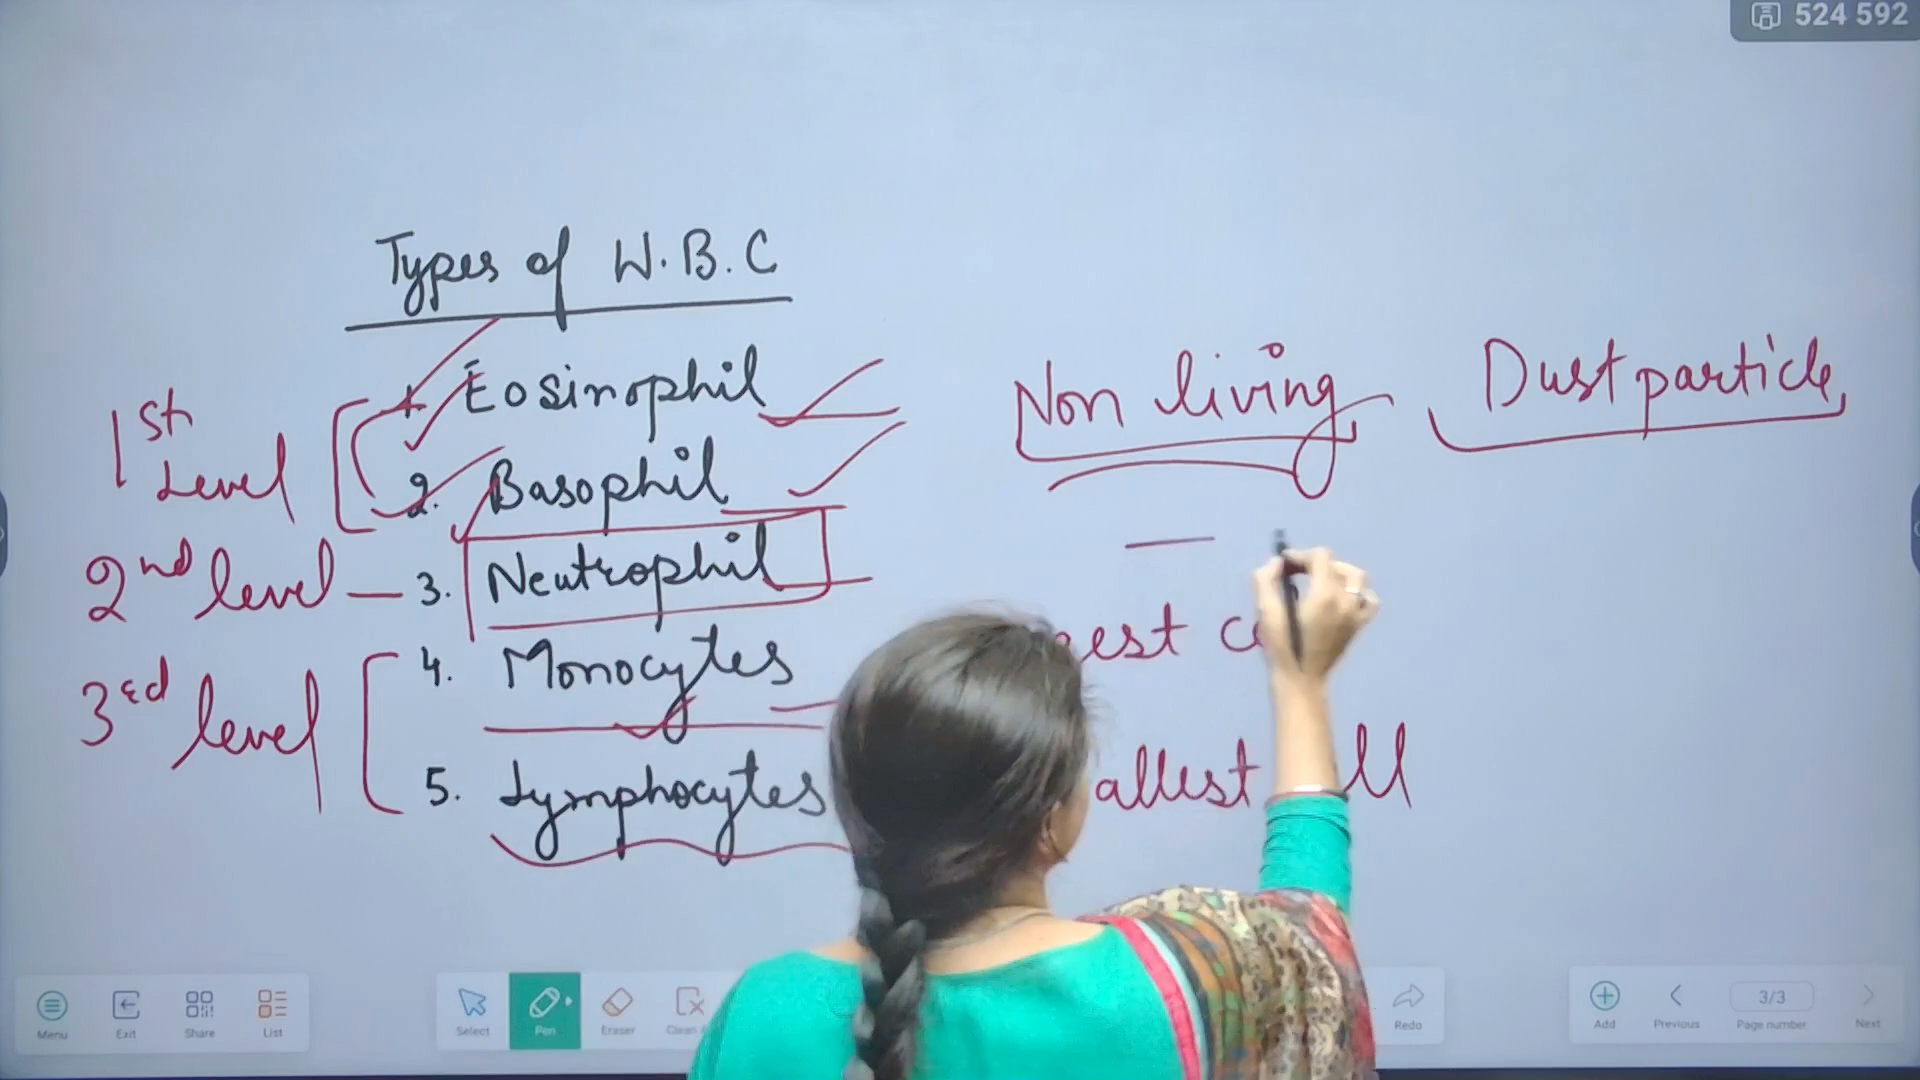 524 592
Types of W.B.C
1st Level
1. Eosinophil
Non living
Dust particle
2. Basophil
2nd level — 3. Neutrophil
3rd level
4. Monocytes
5. Lymphocytes
Menu
Exit
Share
List
Select
Pen
Eraser
Redo
Add
Previous
3/3
Page number
Next